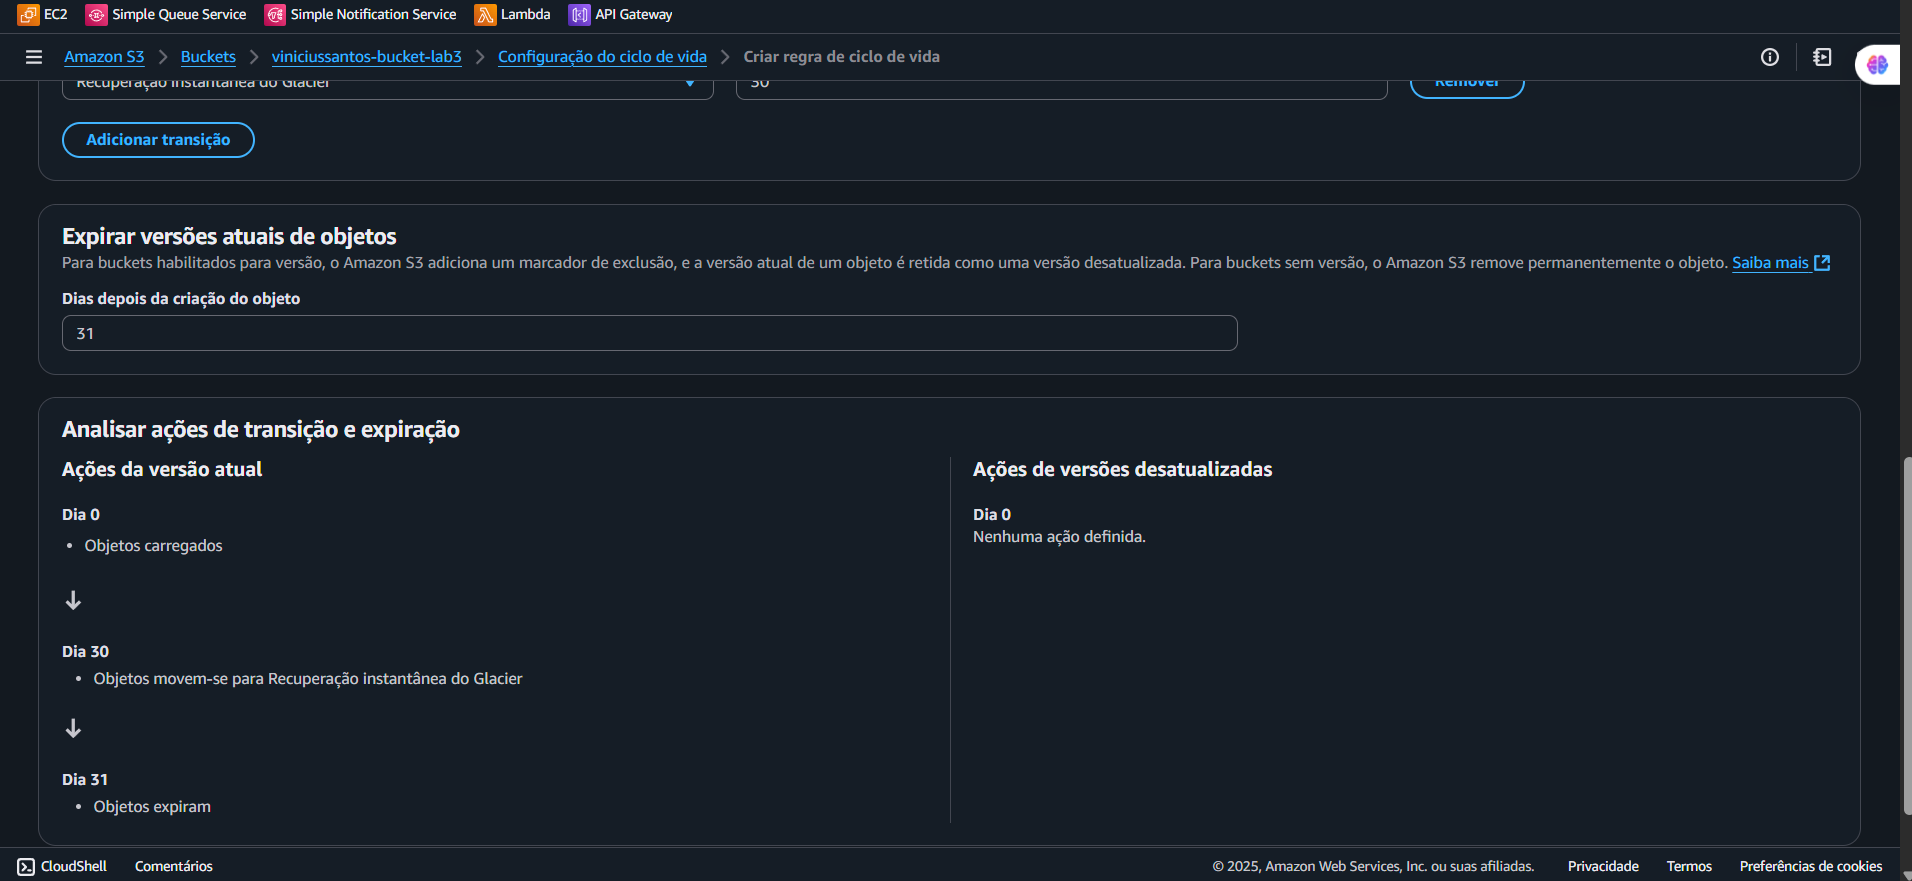 EC2 Simple Queue Service Simple Notification Service Lambda API Gateway
Amazon S3 Buckets viniciussantos-bucket-lab3 Configuração do ciclo de vida Criar regra de ciclo de vida
Recuperação instantânea do Glacier 30 Remover
Adicionar transição
Expirar versões atuais de objetos
Para buckets habilitados para versão, o Amazon S3 adiciona um marcador de exclusão, e a versão atual de um objeto é retida como uma versão desatualizada. Para buckets sem versão, o Amazon S3 remove permanentemente o objeto. Saiba mais
Dias depois da criação do objeto
31
Analisar ações de transição e expiração
Ações da versão atual
Dia 0
• Objetos carregados
Dia 30
• Objetos movem-se para Recuperação instantânea do Glacier
Dia 31
• Objetos expiram
Ações de versões desatualizadas
Dia 0
Nenhuma ação definida.
CloudShell Comentários © 2025, Amazon Web Services, Inc. ou suas afiliadas. Privacidade Termos Preferências de cookies